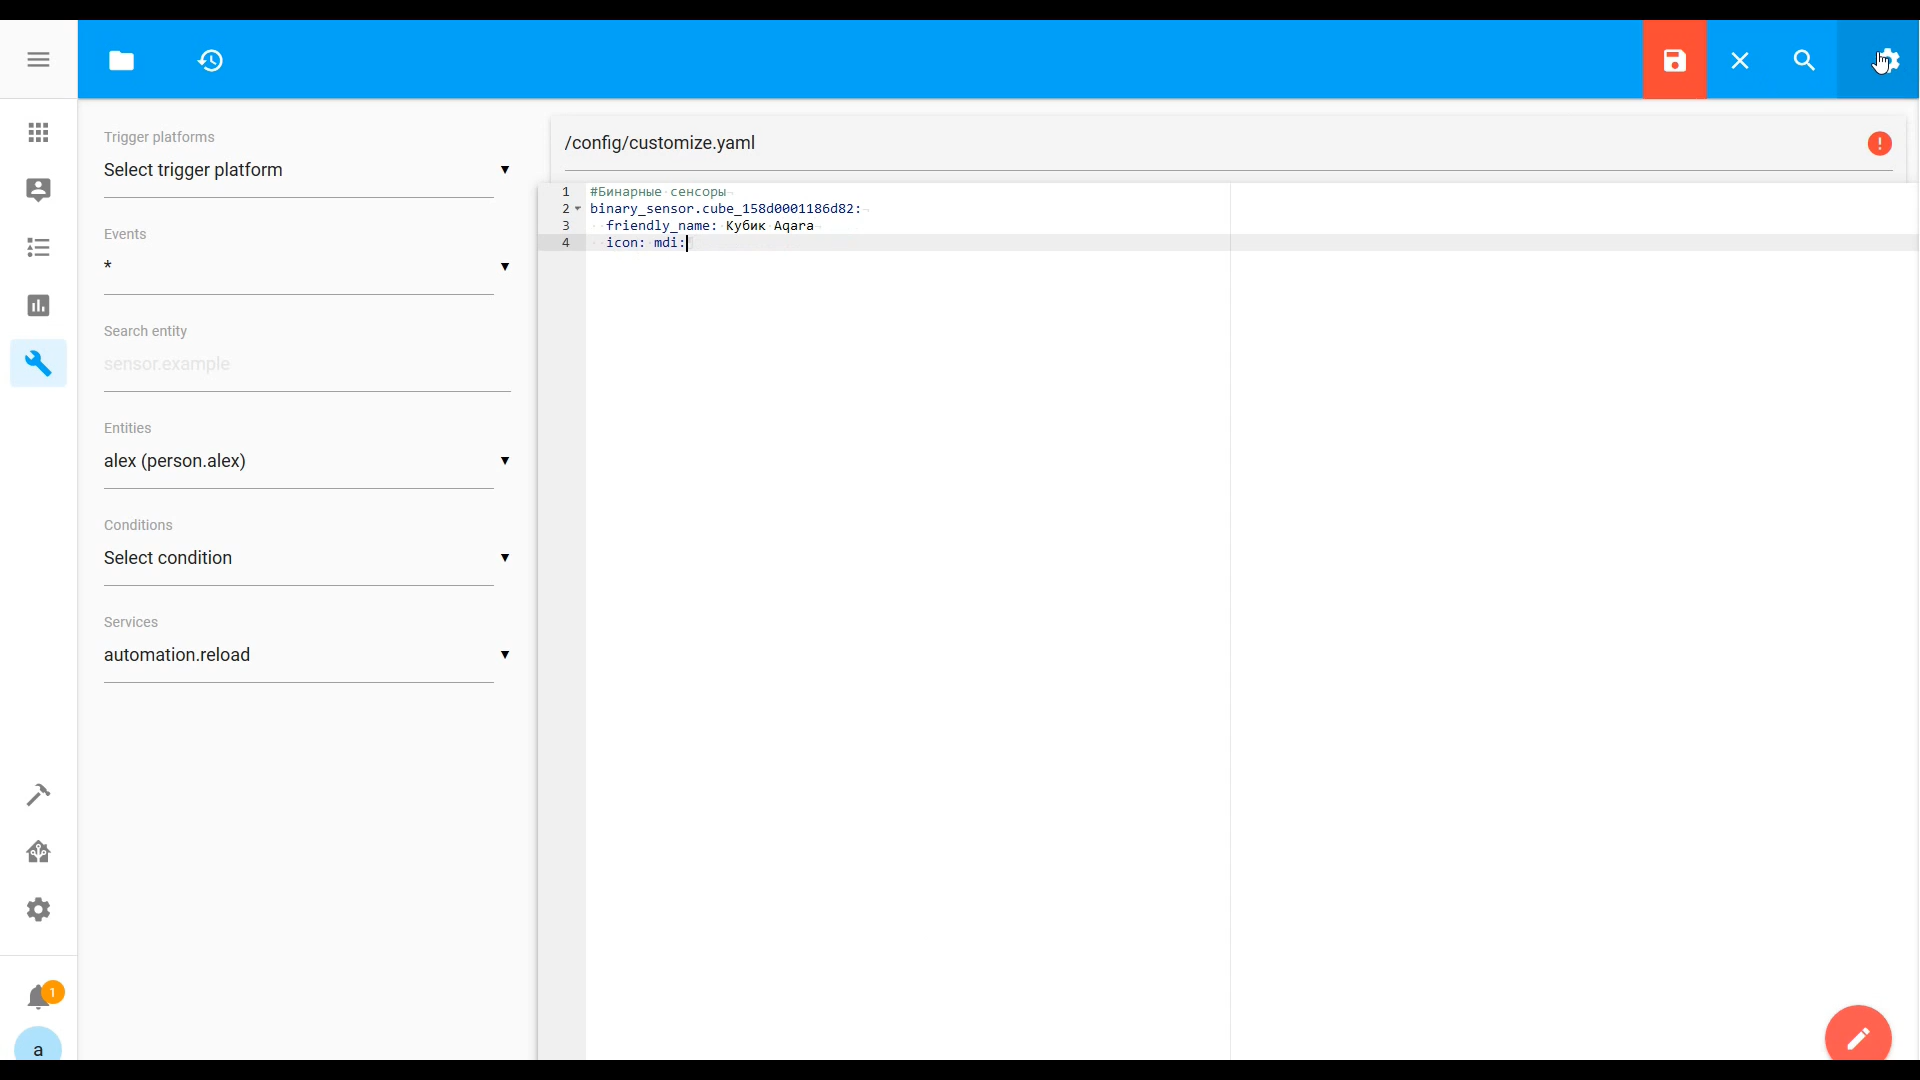 Trigger platforms
Select trigger platform
Events
*
Search entity
sensor.example
Entities
alex (person.alex)
Conditions
Select condition
Services
automation.reload
/config/customize.yaml
1 #Бинарные сенсоры
2 binary_sensor.cube_158d0001186d82:
3 friendly_name: Кубик Aqara
4 icon: mdi:
1
a